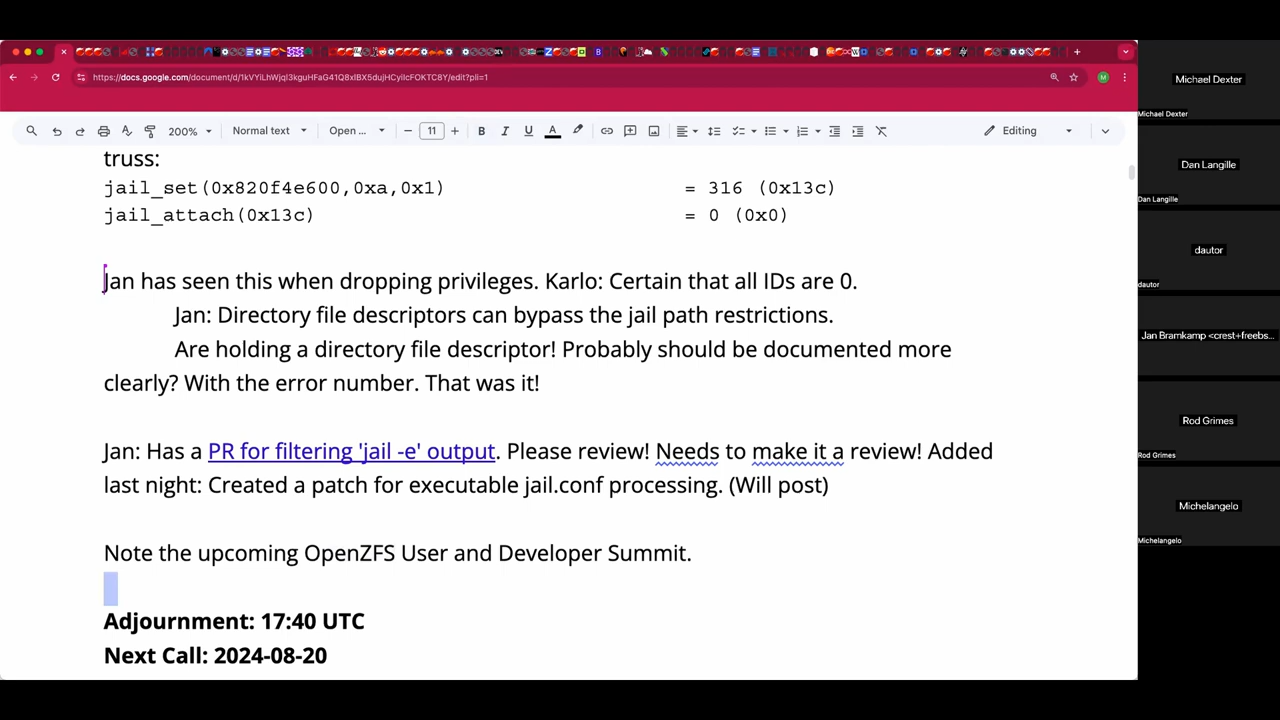 https://docs.google.com/document/d/1kVYiLhWjqI3kguHFaG41Q8xIBX5dujHCyiIcFOKTC8Y/edit?pli=1
M
200%
Normal text
Open ...
11
B
I
U
A
Editing
truss:
jail_set(0x820f4e600,0xa,0x1) = 316 (0x13c)
jail_attach(0x13c) = 0 (0x0)
Jan has seen this when dropping privileges. Karlo: Certain that all IDs are 0.
Jan: Directory file descriptors can bypass the jail path restrictions.
Are holding a directory file descriptor! Probably should be documented more
clearly? With the error number. That was it!
Jan: Has a PR for filtering 'jail -e' output. Please review! Needs to make it a review! Added
last night: Created a patch for executable jail.conf processing. (Will post)
Note the upcoming OpenZFS User and Developer Summit.
Adjournment: 17:40 UTC
Next Call: 2024-08-20
Michael Dexter
Michael Dexter
Dan Langille
Dan Langille
dautor
dautor
Jan Bramkamp <crest+freebs...
Rod Grimes
Rod Grimes
Michelangelo
Michelangelo